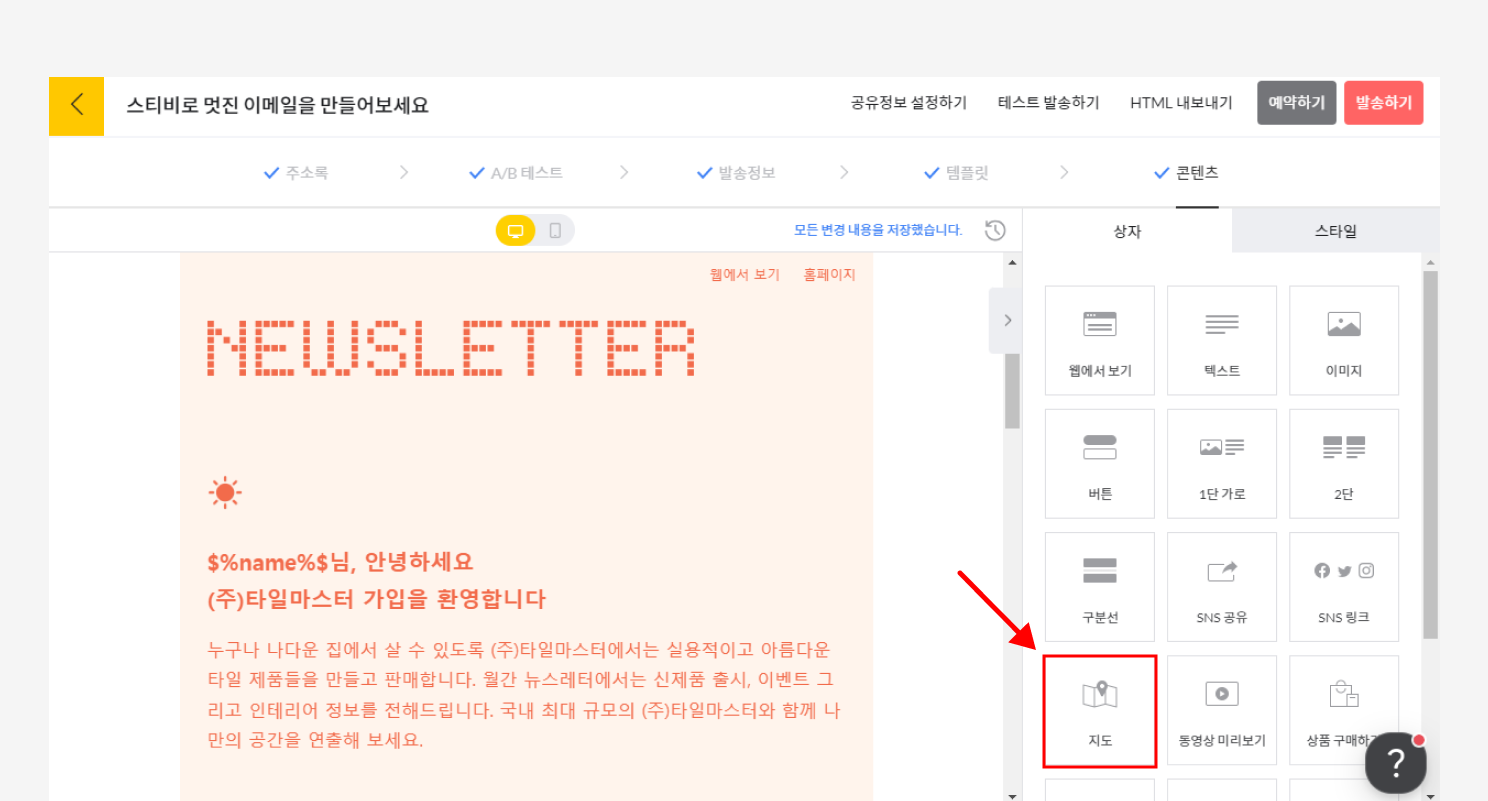 스티비로 멋진 이메일을 만들어보세요
공유정보 설정하기 테스트 발송하기 HTML 내보내기 예약하기 발송하기
주소록 A/B 테스트 발송정보 템플릿 콘텐츠
모든 변경 내용을 저장했습니다.
상자 스타일
웹에서 보기 홈페이지
NEWSLETTER
$%name%$님, 안녕하세요
(주)타일마스터 가입을 환영합니다
누구나 나다운 집에서 살 수 있도록 (주)타일마스터에서는 실용적이고 아름다운
타일 제품들을 만들고 판매합니다. 월간 뉴스레터에서는 신제품 출시, 이벤트 그
리고 인테리어 정보를 전해드립니다. 국내 최대 규모의 (주)타일마스터와 함께 나
만의 공간을 연출해 보세요.
웹에서 보기 텍스트 이미지
버튼 1단 가로 2단
구분선 SNS 공유 SNS 링크
지도 동영상 미리보기 상품 구매하
?